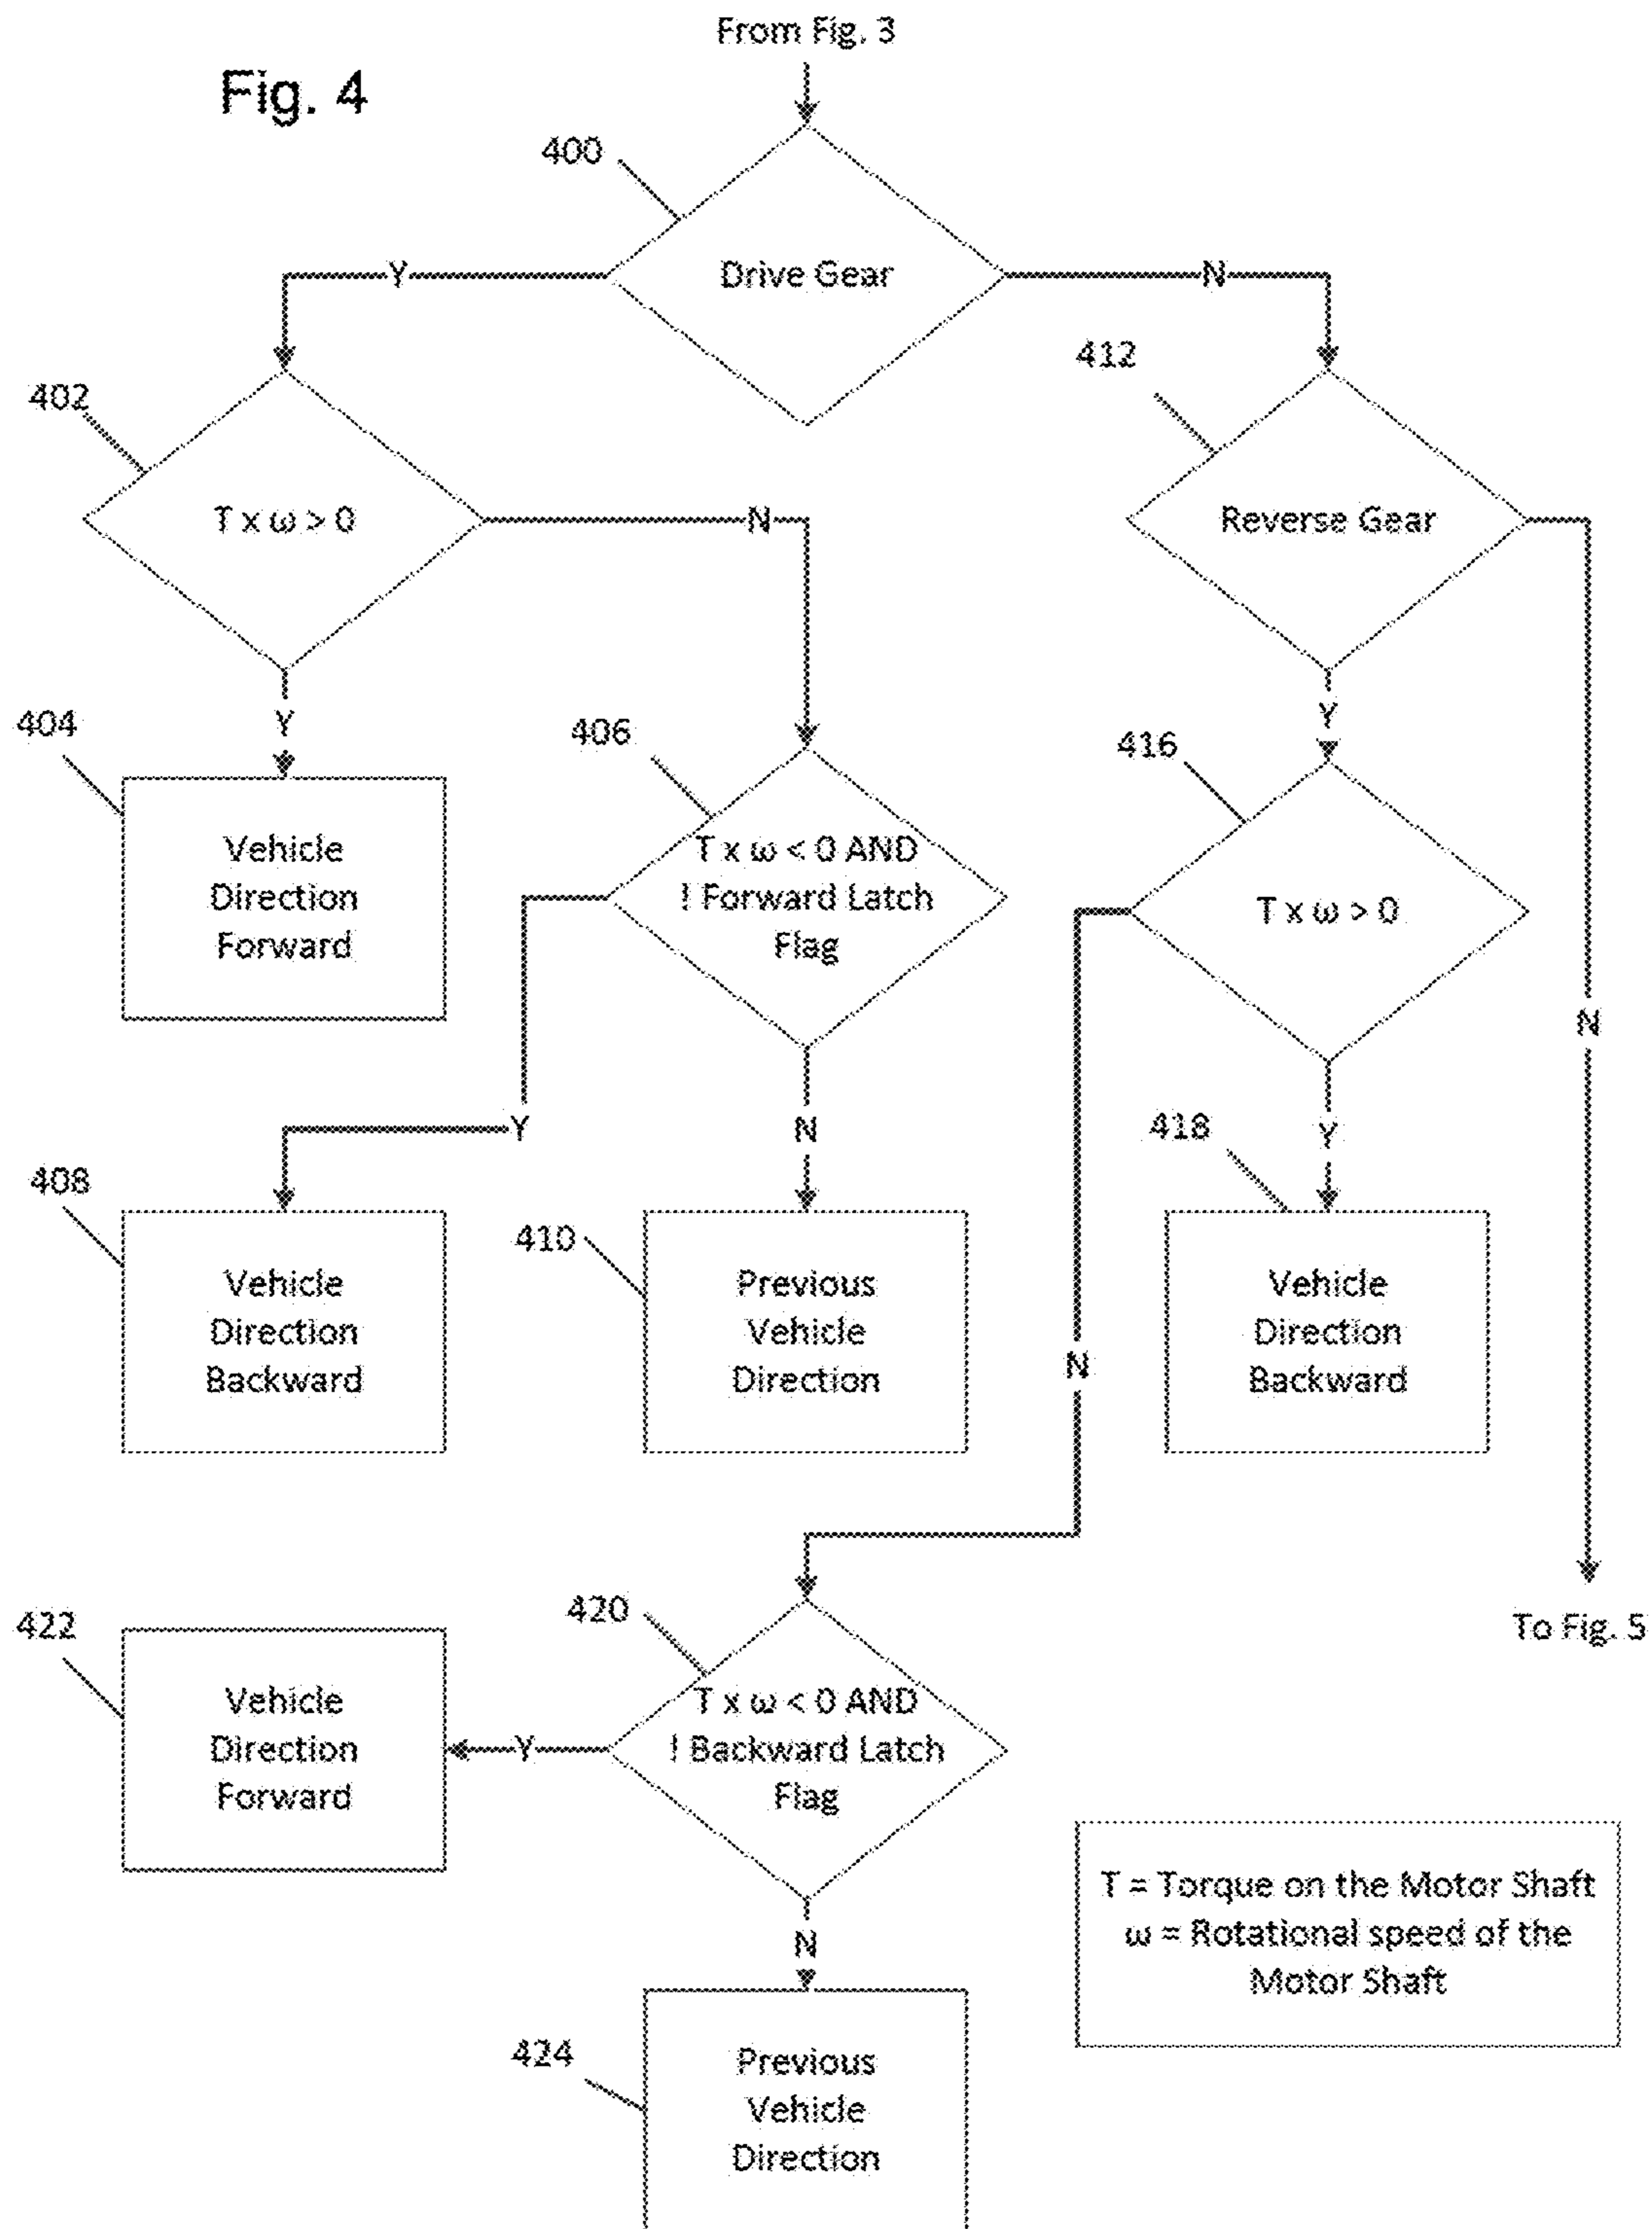 From Fig. 3
Fig. 4
400
Drive Gear
Y
N
412
402
T x ω > 0
N
Reverse Gear
Y
Y
404
406
416
Vehicle
Direction
Forward
T x ω < 0 AND
! Forward Latch
Flag
T x ω > 0
N
Y
N
Y
418
408
410
Vehicle
Direction
Backward
Previous
Vehicle
Direction
N
Vehicle
Direction
Backward
422
420
To Fig. 5
Vehicle
Direction
Forward
Y
T x ω < 0 AND
! Backward Latch
Flag
T = Torque on the Motor Shaft
ω = Rotational speed of the
Motor Shaft
N
424
Previous
Vehicle
Direction